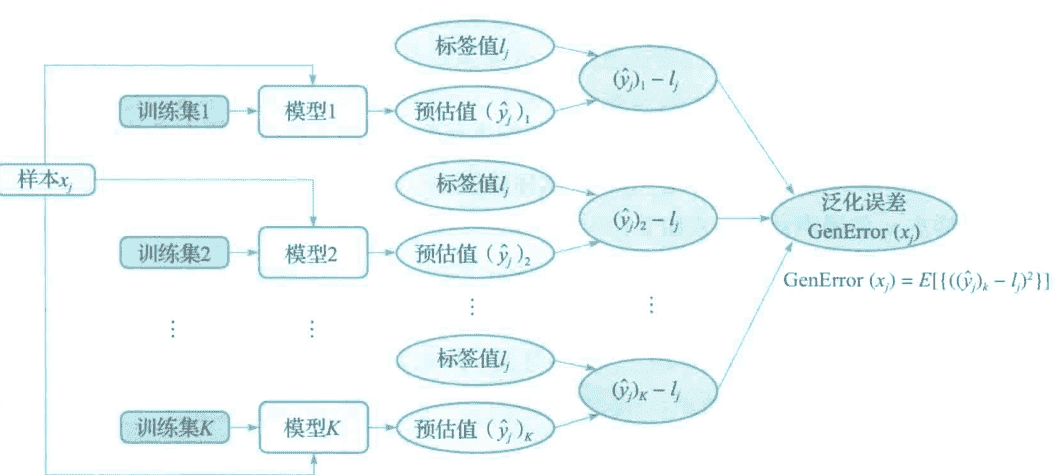 标签值l_j
(ŷ_j)_1 − l_j
训练集1
模型1
预估值（ŷ_j）_1
样本x_j
标签值l_j
(ŷ_j)_2 − l_j
泛化误差
GenError (x_j)
训练集2
模型2
预估值（ŷ_j）_2
GenError (x_j) = E[{((ŷ_j)_k − l_j)^2}]
⋮
⋮
⋮
⋮
标签值l_j
(ŷ_j)_K − l_j
训练集K
模型K
预估值（ŷ_j）_K